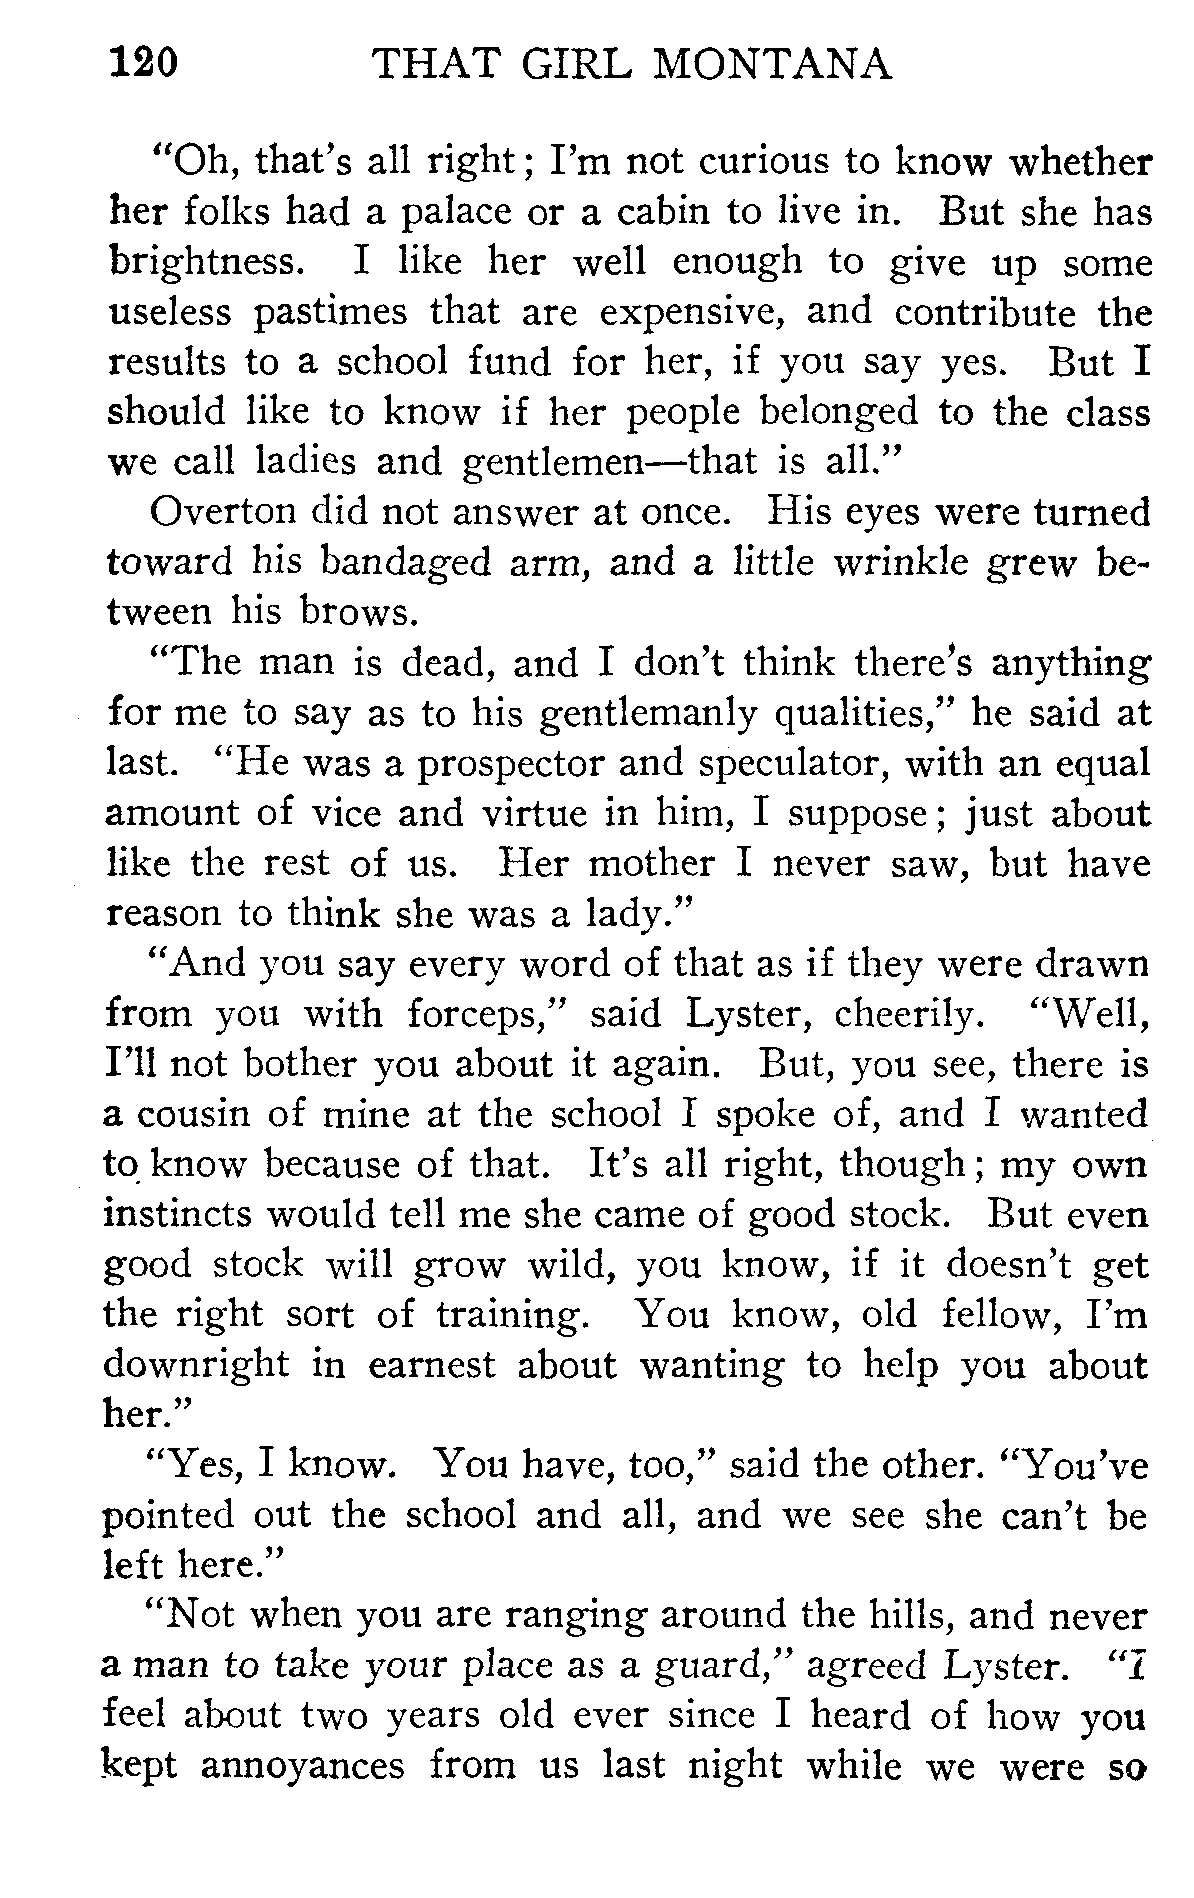 120 THAT GIRL MONTANA
“Oh, that’s all right; I’m not curious to know whether
her folks had a palace or a cabin to live in. But she has
brightness. I like her well enough to give up some
useless pastimes that are expensive, and contribute the
results to a school fund for her, if you say yes. But I
should like to know if her people belonged to the class
we call ladies and gentlemen—that is all.”
Overton did not answer at once. His eyes were turned
toward his bandaged arm, and a little wrinkle grew be-
tween his brows.
“The man is dead, and I don’t think there’s anything
for me to say as to his gentlemanly qualities,” he said at
last. “He was a prospector and speculator, with an equal
amount of vice and virtue in him, I suppose; just about
like the rest of us. Her mother I never saw, but have
reason to think she was a lady.”
“And you say every word of that as if they were drawn
from you with forceps,” said Lyster, cheerily. “Well,
I’ll not bother you about it again. But, you see, there is
a cousin of mine at the school I spoke of, and I wanted
to know because of that. It’s all right, though; my own
instincts would tell me she came of good stock. But even
good stock will grow wild, you know, if it doesn’t get
the right sort of training. You know, old fellow, I’m
downright in earnest about wanting to help you about
her.”
“Yes, I know. You have, too,” said the other. “You’ve
pointed out the school and all, and we see she can’t be
left here.”
“Not when you are ranging around the hills, and never
a man to take your place as a guard,” agreed Lyster. “I
feel about two years old ever since I heard of how you
kept annoyances from us last night while we were so